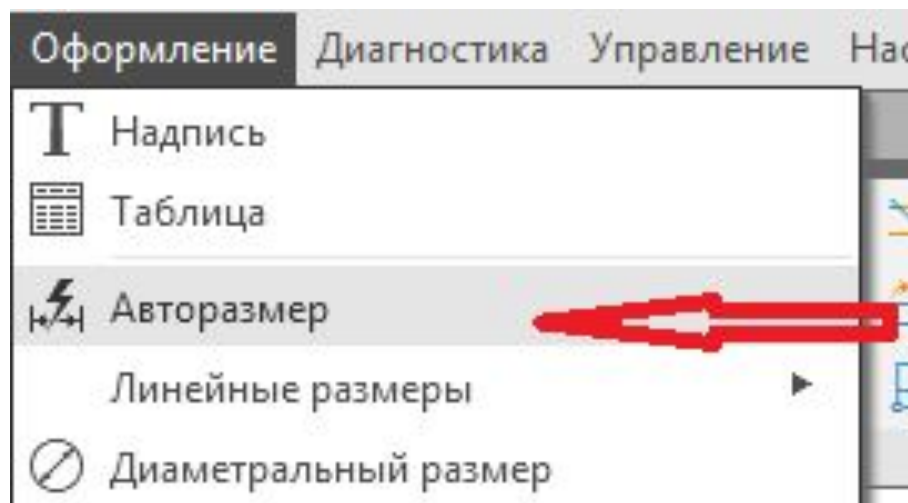 Оформление Диагностика Управление
Надпись
Таблица
Авторазмер
Линейные размеры
Диаметральный размер